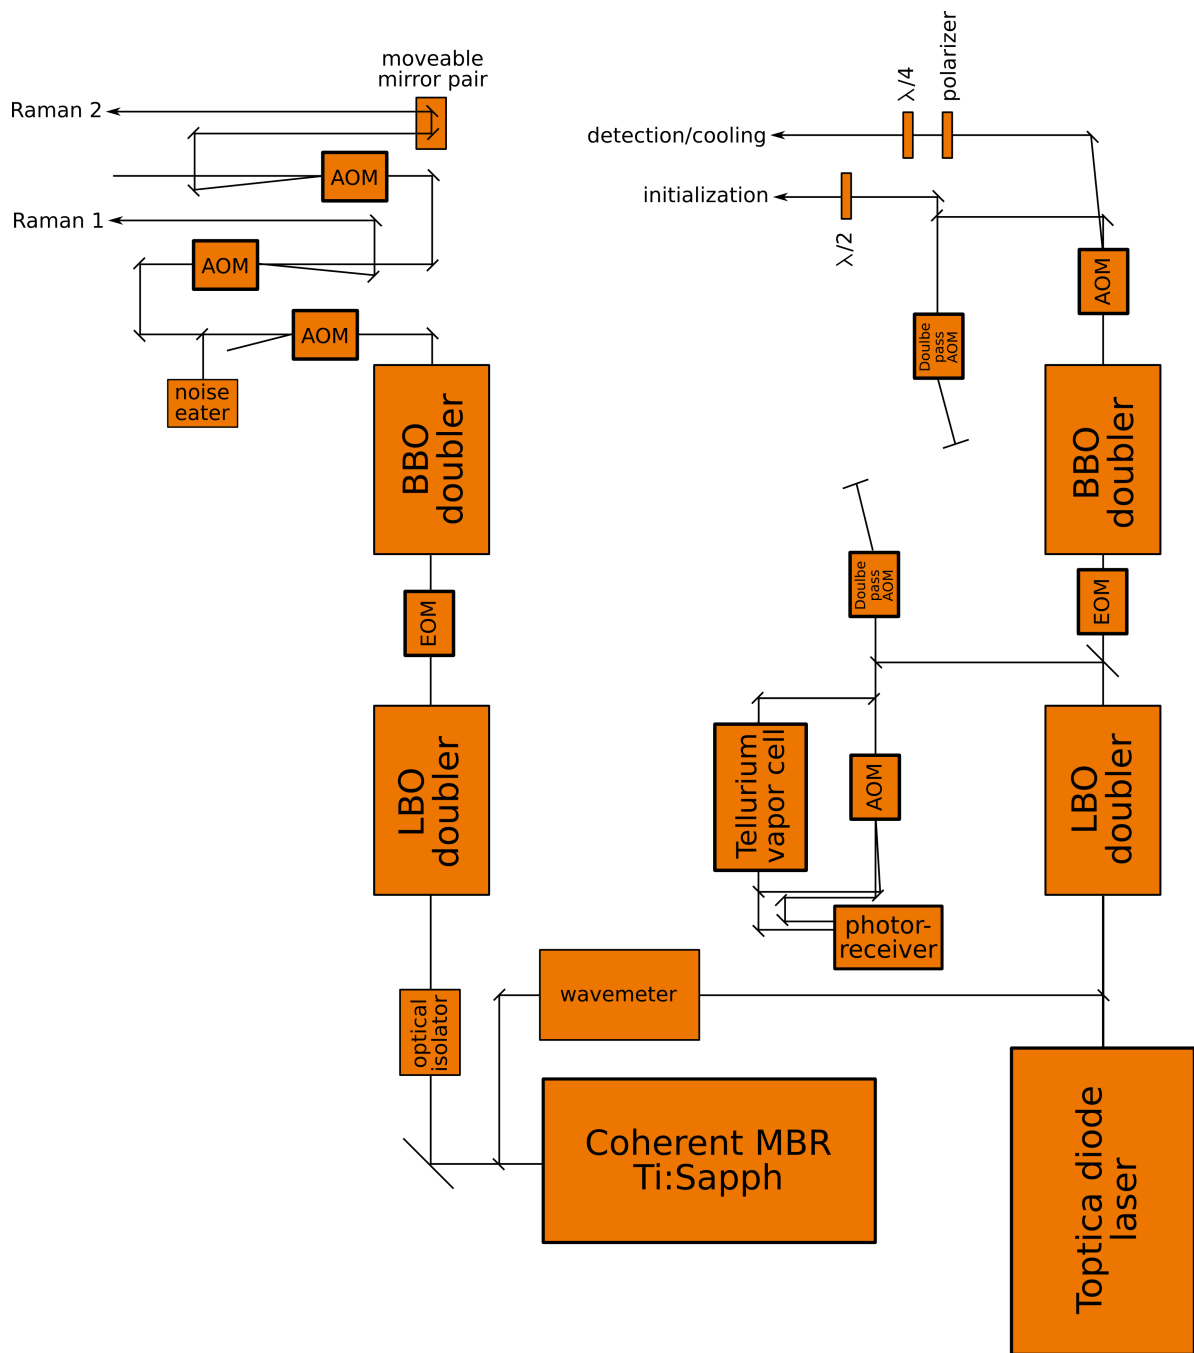 moveable
mirror pair
Raman 2
AOM
Raman 1
AOM
AOM
noise
eater
BBO
doubler
EOM
LBO
doubler
optical
isolator
wavemeter
Coherent MBR
Ti:Sapph
λ/4
polarizer
detection/cooling
initialization
λ/2
AOM
Doulbe
pass
AOM
BBO
doubler
Doulbe
pass
AOM
EOM
Tellurium
vapor cell
AOM
LBO
doubler
photor-
receiver
Toptica diode
laser